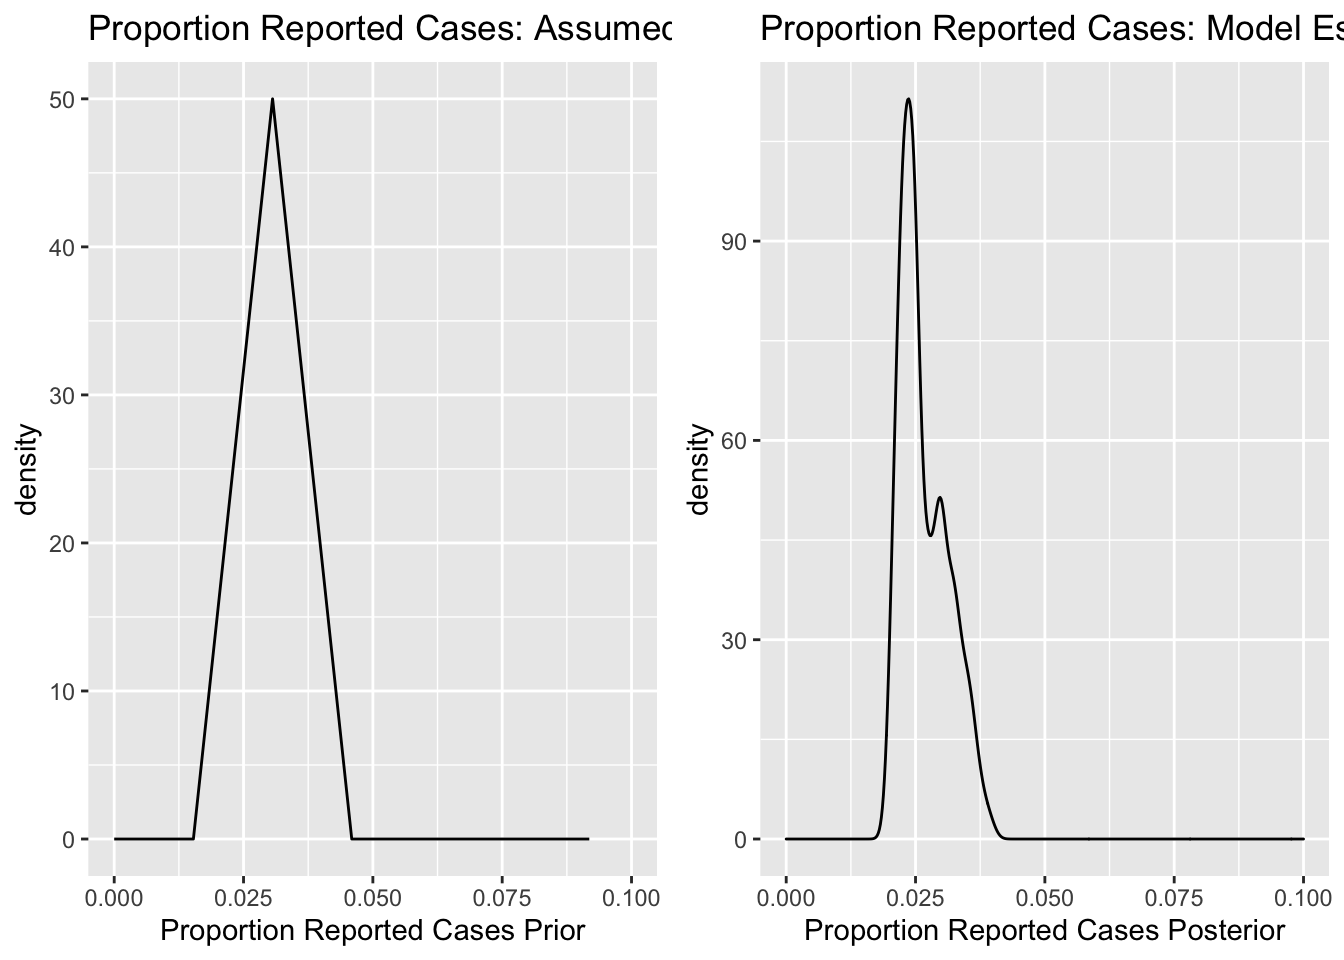 Proportion Reported Cases: Assumed
50
40
30
20
10
0
density
0.000 0.025 0.050 0.075 0.100
Proportion Reported Cases Prior
Proportion Reported Cases: Model Es
90
60
30
0
density
0.000 0.025 0.050 0.075 0.100
Proportion Reported Cases Posterior